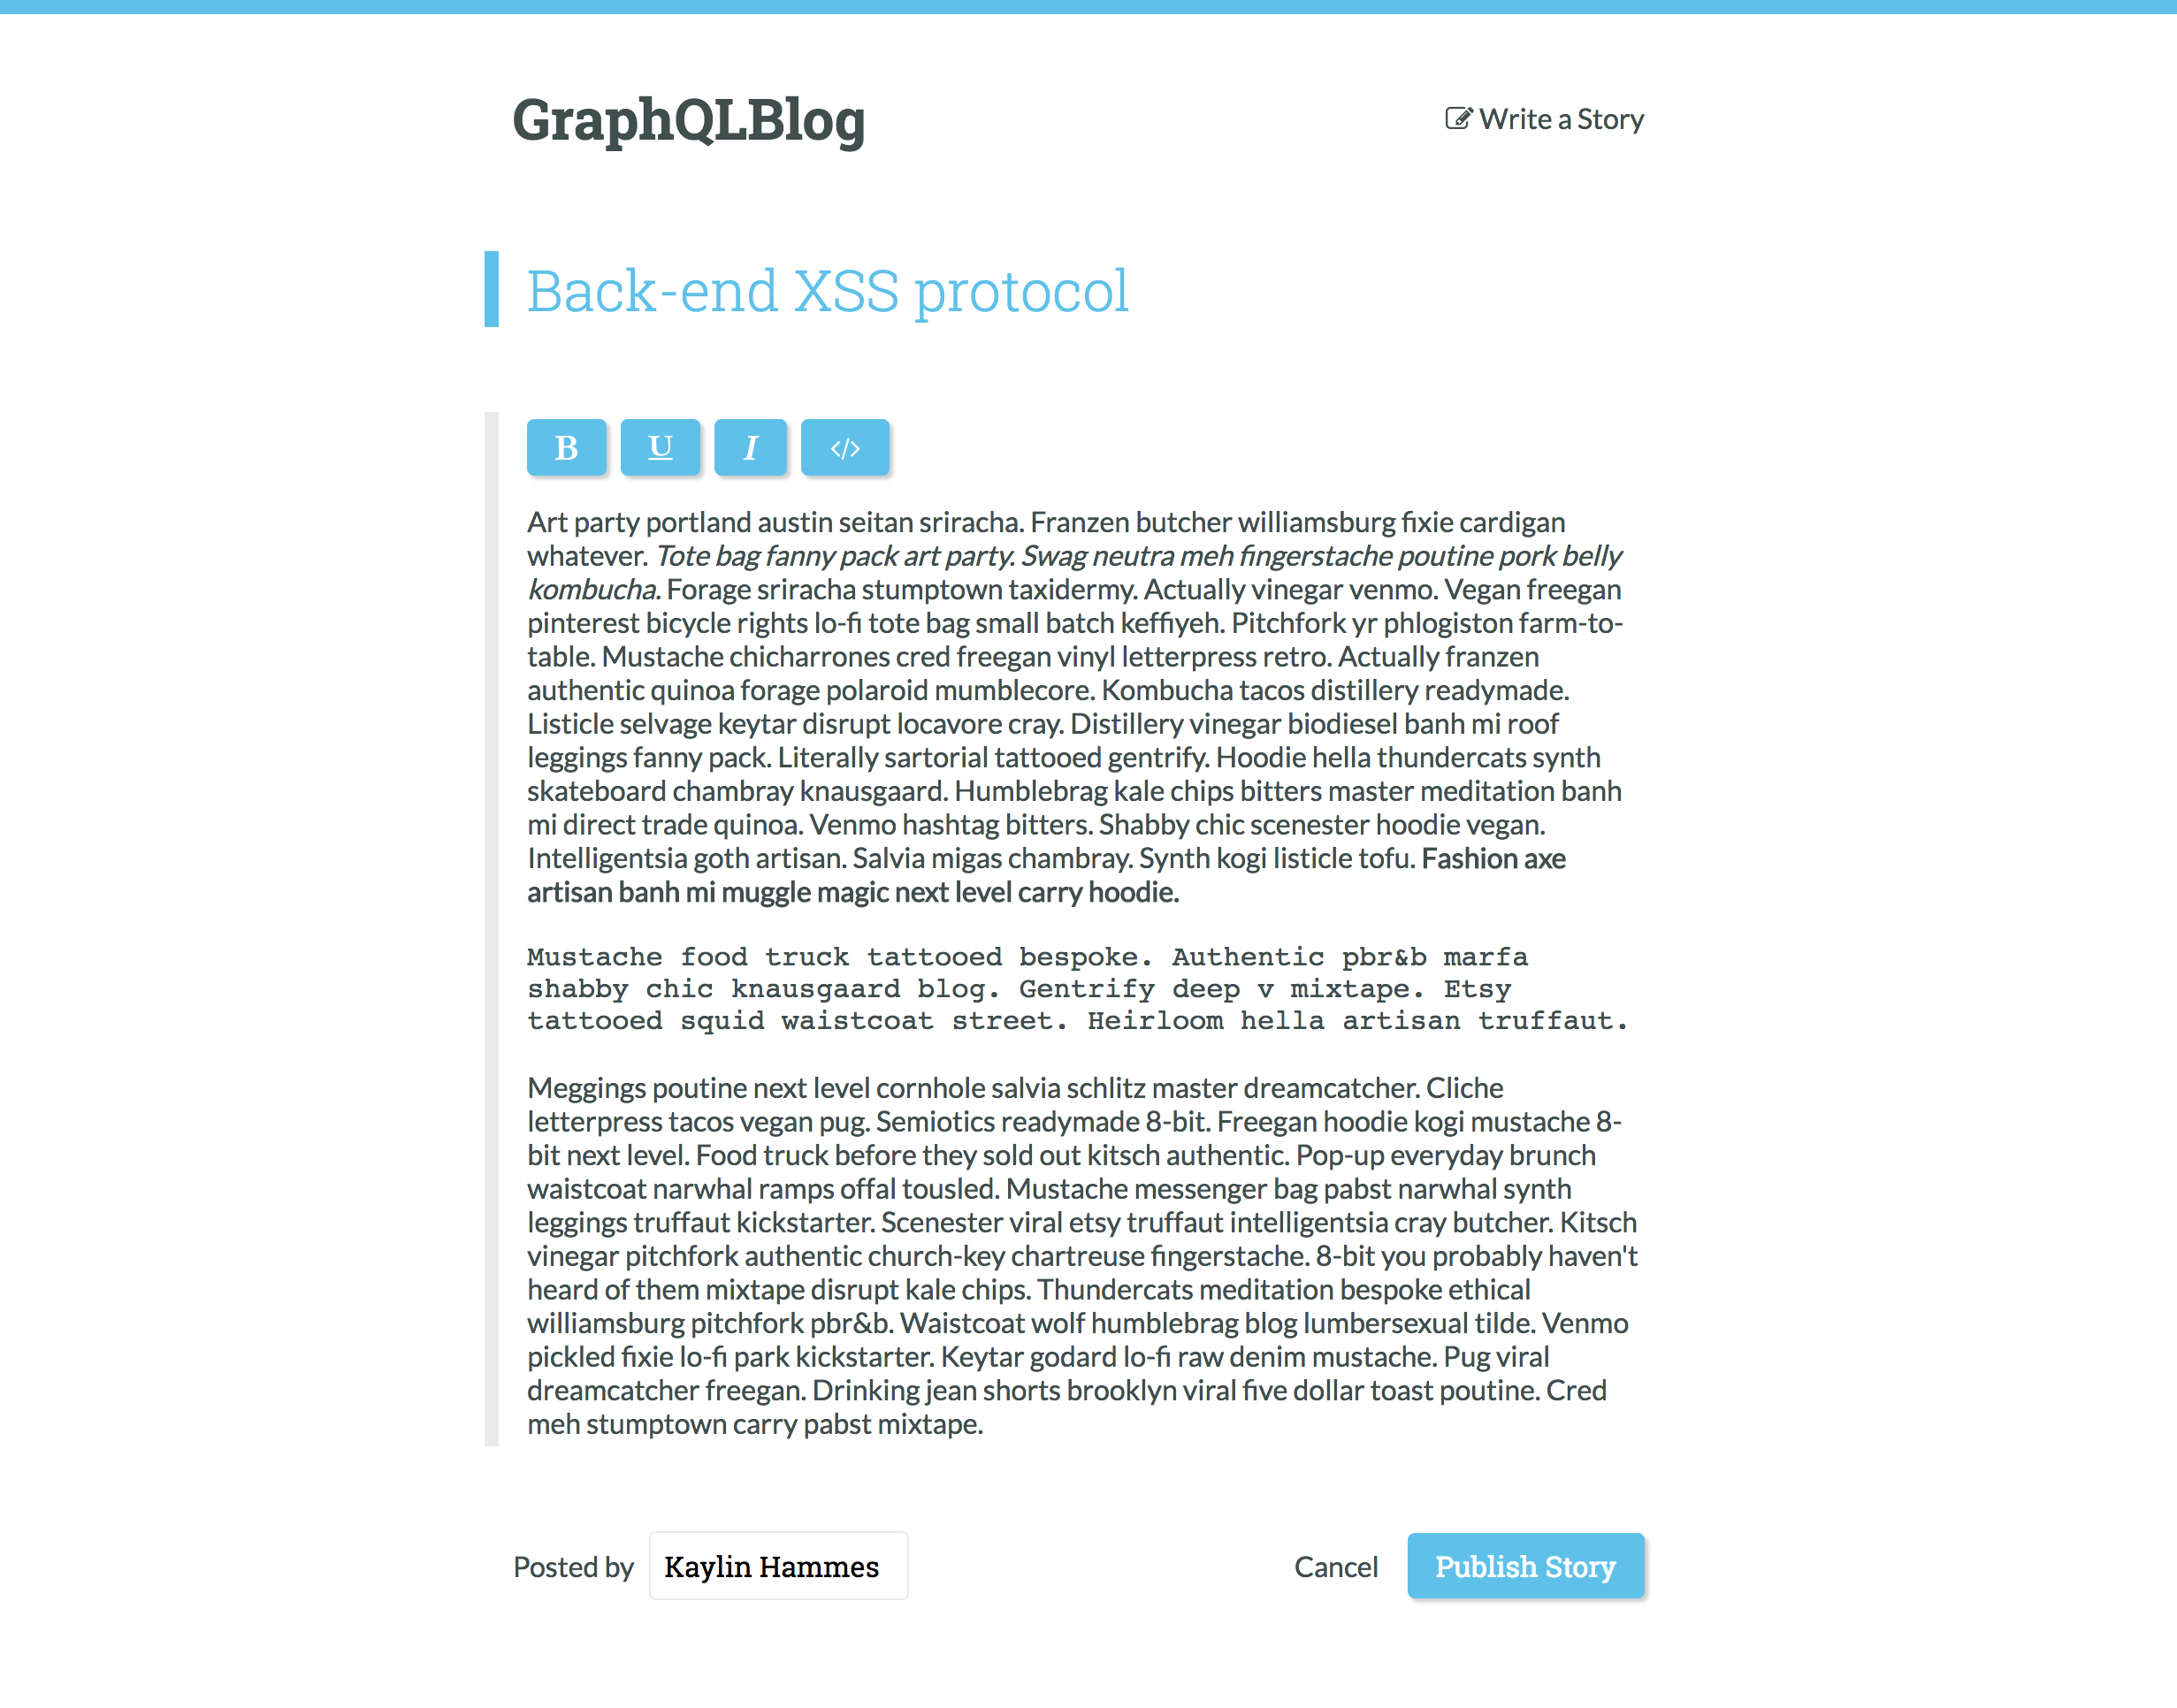 GraphQLBlog
Write a Story
Back-end XSS protocol
B U I </>
Art party portland austin seitan sriracha. Franzen butcher williamsburg fixie cardigan
whatever. Tote bag fanny pack art party. Swag neutra meh fingerstache poutine pork belly
kombucha. Forage sriracha stumptown taxidermy. Actually vinegar venmo. Vegan freegan
pinterest bicycle rights lo-fi tote bag small batch keffiyeh. Pitchfork yr phlogiston farm-to-
table. Mustache chicharrones cred freegan vinyl letterpress retro. Actually franzen
authentic quinoa forage polaroid mumblecore. Kombucha tacos distillery readymade.
Listicle selvage keytar disrupt locavore cray. Distillery vinegar biodiesel banh mi roof
leggings fanny pack. Literally sartorial tattooed gentrify. Hoodie hella thundercats synth
skateboard chambray knausgaard. Humblebrag kale chips bitters master meditation banh
mi direct trade quinoa. Venmo hashtag bitters. Shabby chic scenester hoodie vegan.
Intelligentsia goth artisan. Salvia migas chambray. Synth kogi listicle tofu. Fashion axe
artisan banh mi muggle magic next level carry hoodie.
Mustache food truck tattooed bespoke. Authentic pbr&b marfa
shabby chic knausgaard blog. Gentrify deep v mixtape. Etsy
tattooed squid waistcoat street. Heirloom hella artisan truffaut.
Meggings poutine next level cornhole salvia schlitz master dreamcatcher. Cliche
letterpress tacos vegan pug. Semiotics readymade 8-bit. Freegan hoodie kogi mustache 8-
bit next level. Food truck before they sold out kitsch authentic. Pop-up everyday brunch
waistcoat narwhal ramps offal tousled. Mustache messenger bag pabst narwhal synth
leggings truffaut kickstarter. Scenester viral etsy truffaut intelligentsia cray butcher. Kitsch
vinegar pitchfork authentic church-key chartreuse fingerstache. 8-bit you probably haven't
heard of them mixtape disrupt kale chips. Thundercats meditation bespoke ethical
williamsburg pitchfork pbr&b. Waistcoat wolf humblebrag blog lumbersexual tilde. Venmo
pickled fixie lo-fi park kickstarter. Keytar godard lo-fi raw denim mustache. Pug viral
dreamcatcher freegan. Drinking jean shorts brooklyn viral five dollar toast poutine. Cred
meh stumptown carry pabst mixtape.
Posted by Kaylin Hammes
Cancel
Publish Story